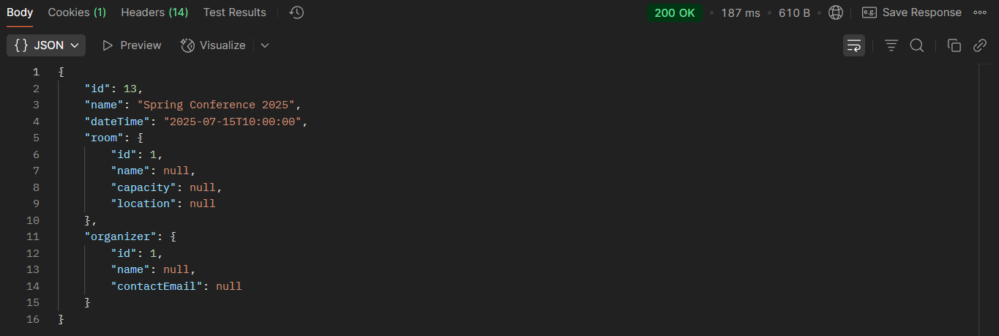 Body Cookies (1) Headers (14) Test Results 200 OK • 187 ms • 610 B • e.g. Save Response
{} JSON Preview Visualize
1 {
2 "id": 13,
3 "name": "Spring Conference 2025",
4 "dateTime": "2025-07-15T10:00:00",
5 "room": {
6 "id": 1,
7 "name": null,
8 "capacity": null,
9 "location": null
10 },
11 "organizer": {
12 "id": 1,
13 "name": null,
14 "contactEmail": null
15 }
16 }